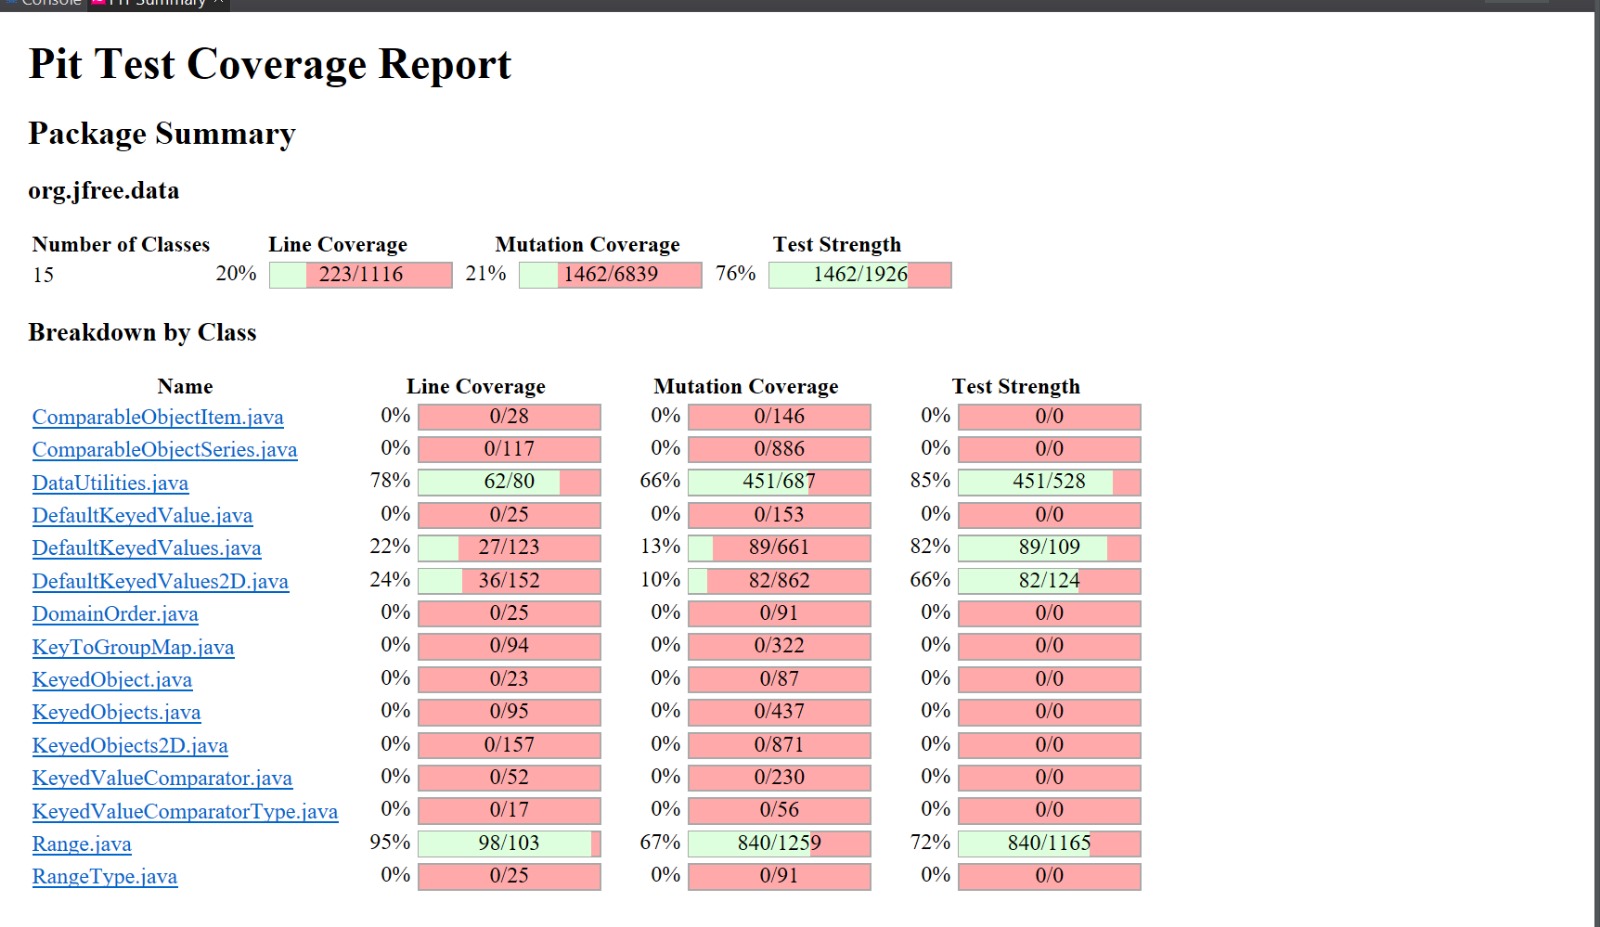 Console PIT Summary
Pit Test Coverage Report
Package Summary
org.jfree.data
Number of Classes Line Coverage Mutation Coverage Test Strength
15 20% 223/1116 21% 1462/6839 76% 1462/1926
Breakdown by Class
Name Line Coverage Mutation Coverage Test Strength
ComparableObjectItem.java 0% 0/28 0% 0/146 0% 0/0
ComparableObjectSeries.java 0% 0/117 0% 0/886 0% 0/0
DataUtilities.java 78% 62/80 66% 451/687 85% 451/528
DefaultKeyedValue.java 0% 0/25 0% 0/153 0% 0/0
DefaultKeyedValues.java 22% 27/123 13% 89/661 82% 89/109
DefaultKeyedValues2D.java 24% 36/152 10% 82/862 66% 82/124
DomainOrder.java 0% 0/25 0% 0/91 0% 0/0
KeyToGroupMap.java 0% 0/94 0% 0/322 0% 0/0
KeyedObject.java 0% 0/23 0% 0/87 0% 0/0
KeyedObjects.java 0% 0/95 0% 0/437 0% 0/0
KeyedObjects2D.java 0% 0/157 0% 0/871 0% 0/0
KeyedValueComparator.java 0% 0/52 0% 0/230 0% 0/0
KeyedValueComparatorType.java 0% 0/17 0% 0/56 0% 0/0
Range.java 95% 98/103 67% 840/1259 72% 840/1165
RangeType.java 0% 0/25 0% 0/91 0% 0/0